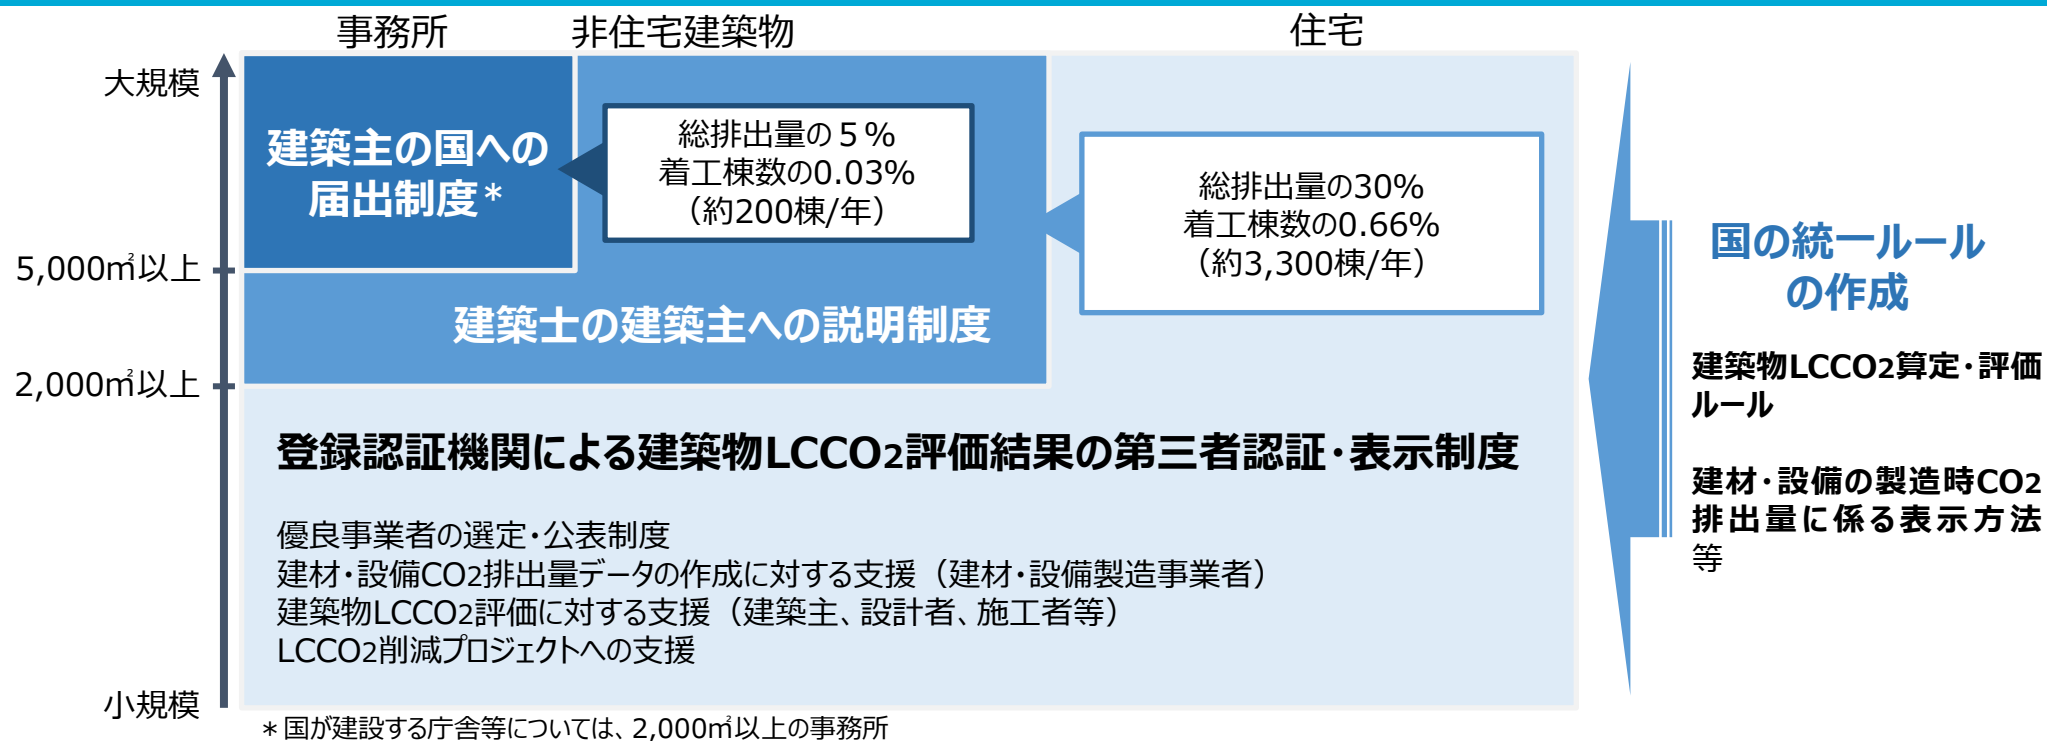 事務所
非住宅建築物
住宅
大規模
建築主の国への
届出制度*
総排出量の５%
着工棟数の0.03%
（約200棟/年）
総排出量の30%
着工棟数の0.66%
（約3,300棟/年）
5,000㎡以上
建築士の建築主への説明制度
2,000㎡以上
登録認証機関による建築物LCCO2評価結果の第三者認証･表示制度
優良事業者の選定･公表制度
建材･設備CO2排出量データの作成に対する支援（建材･設備製造事業者）
建築物LCCO2評価に対する支援（建築主、設計者、施工者等）
LCCO2削減プロジェクトへの支援
小規模
＊国が建設する庁舎等については、2,000㎡以上の事務所
国の統一ルール
の作成
建築物LCCO2算定･評価
ルール
建材･設備の製造時CO2
排出量に係る表示方法
等